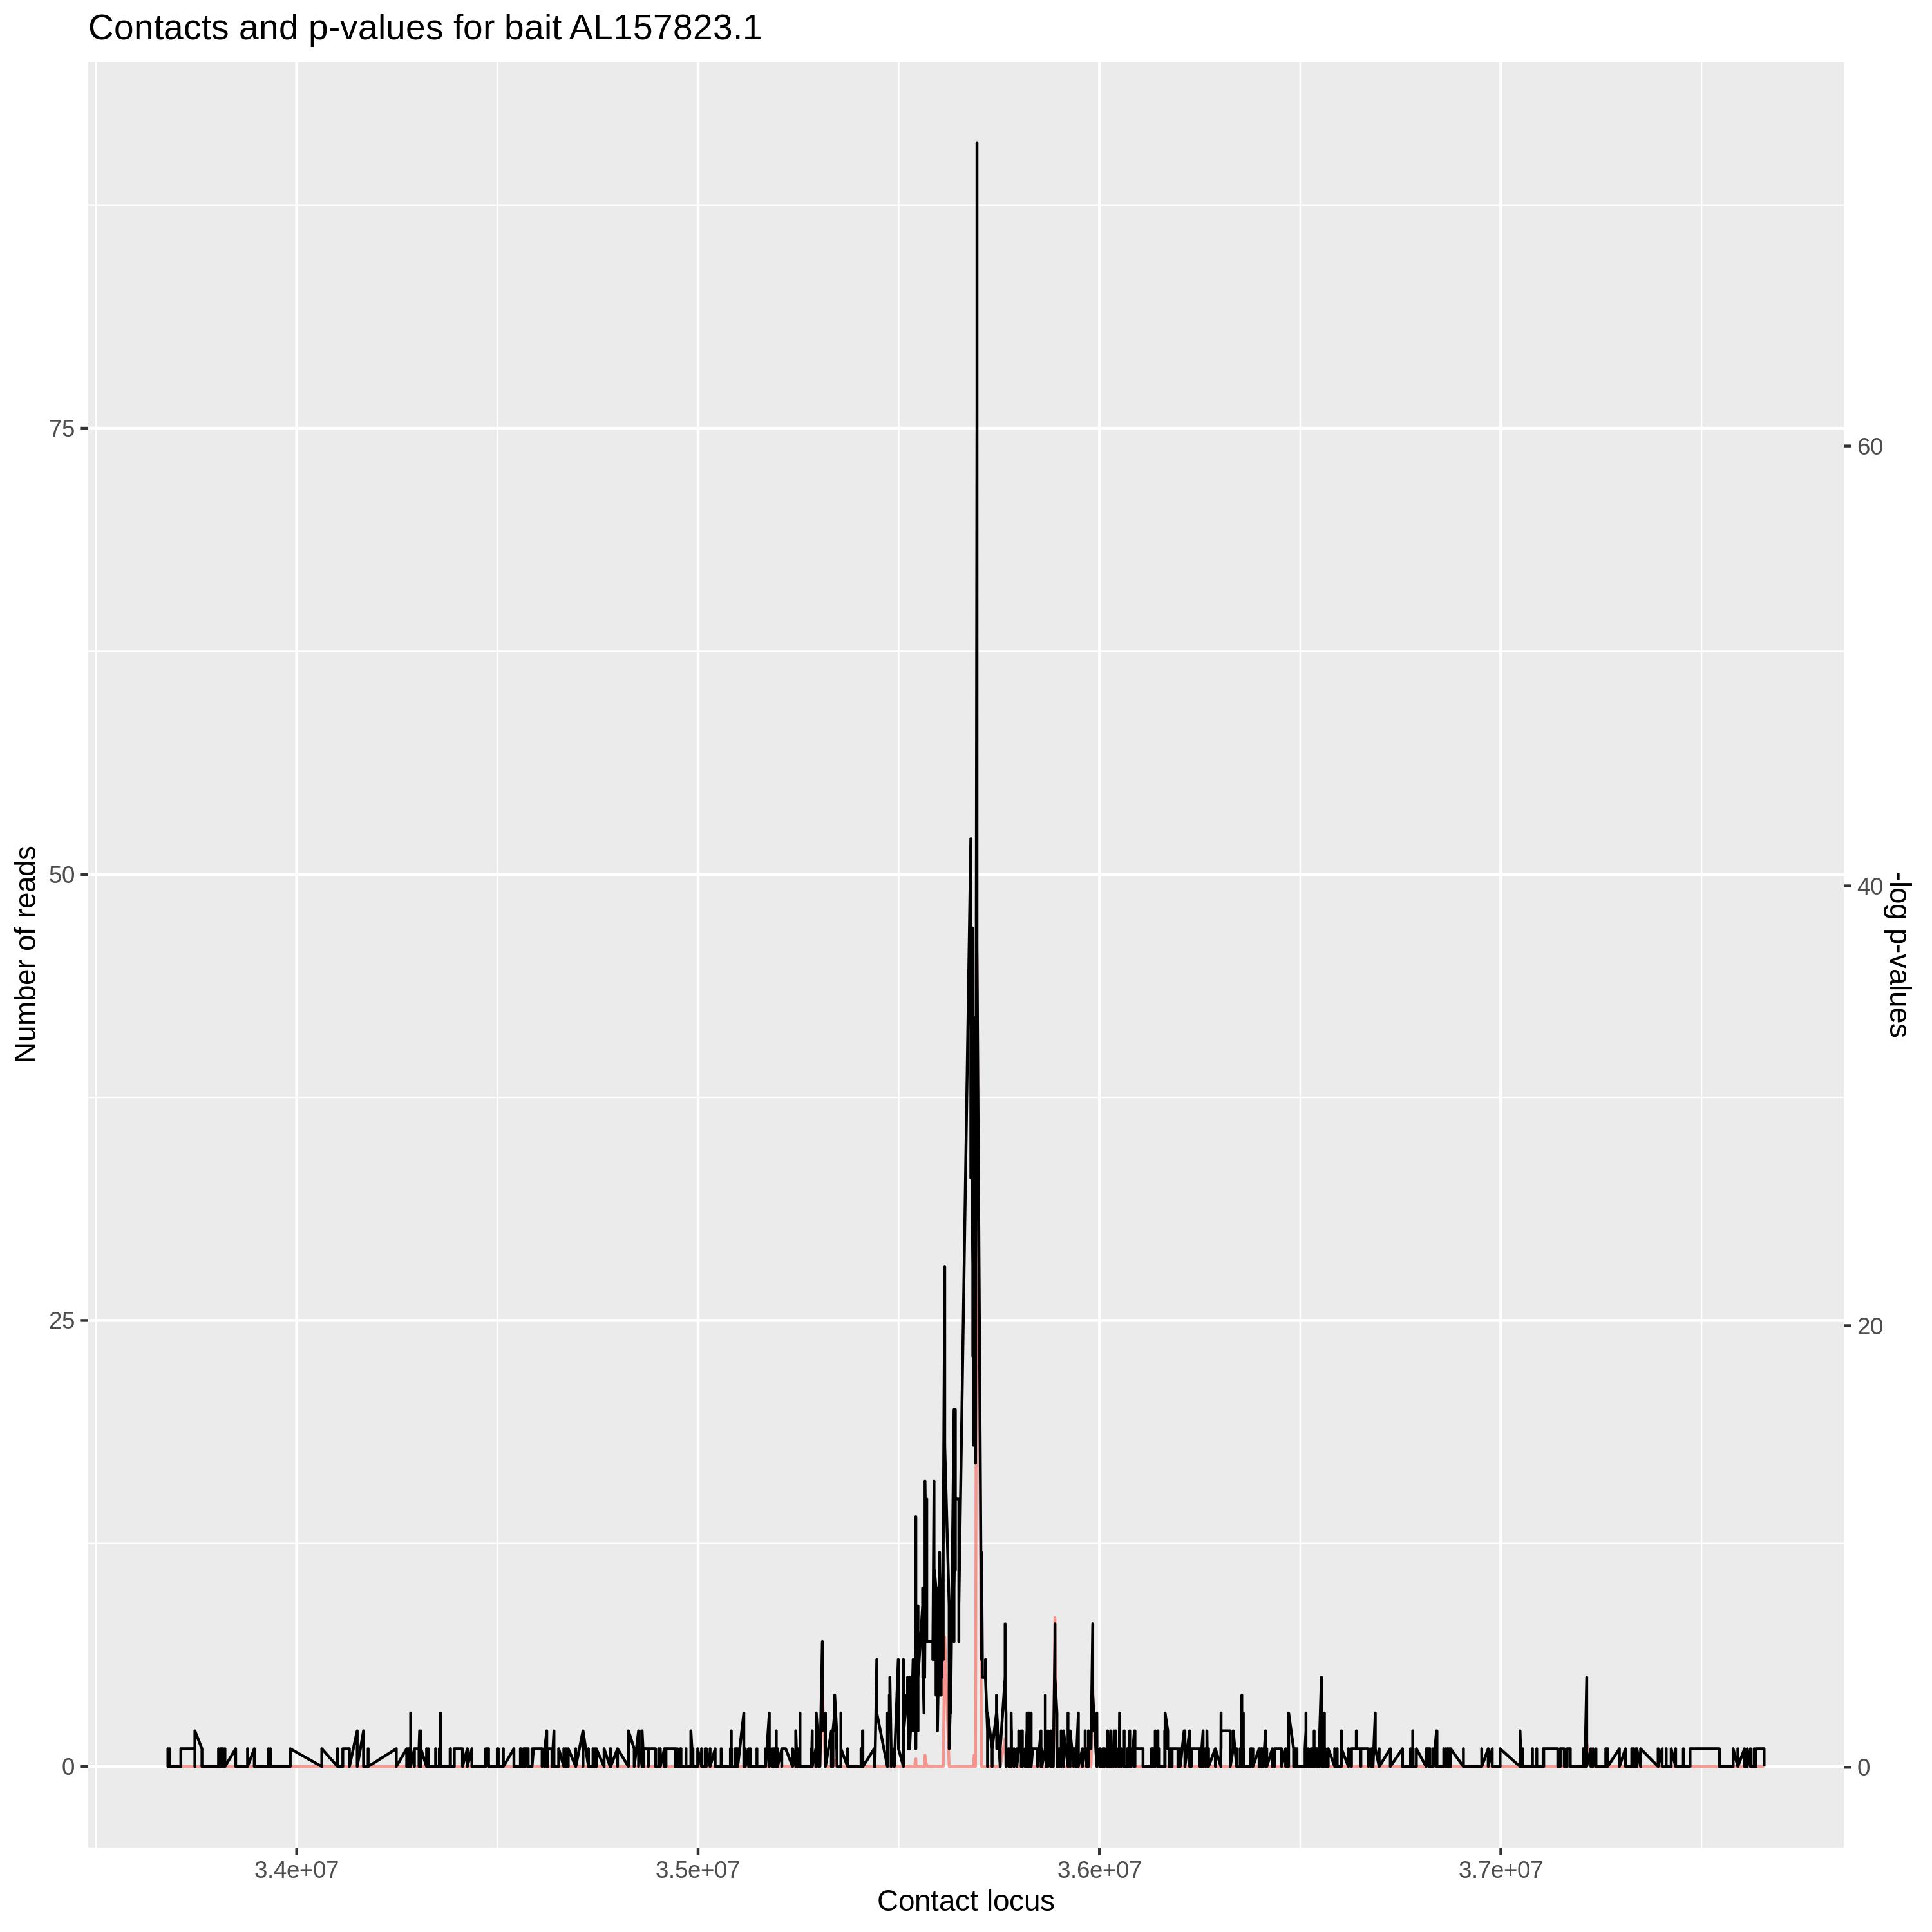 Contacts and p-values for bait AL157823.1
75
50
25
0
Number of reads
60
40
20
0
-log p-values
3.4e+07
3.5e+07
3.6e+07
3.7e+07
Contact locus